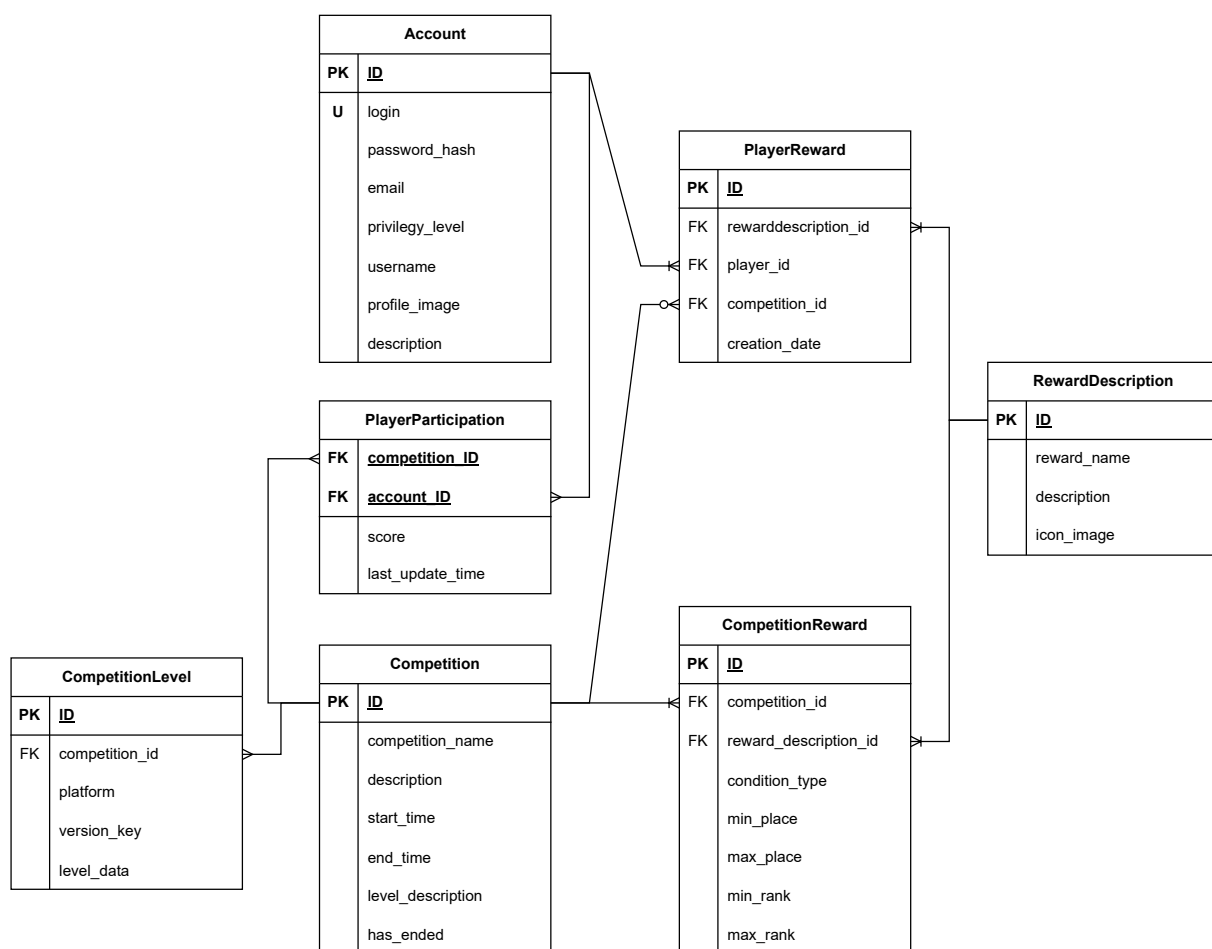 Account
PK ID
U login
password_hash
email
privilegy_level
username
profile_image
description
PlayerReward
PK ID
FK rewarddescription_id
FK player_id
FK competition_id
creation_date
RewardDescription
PK ID
reward_name
description
icon_image
PlayerParticipation
FK competition_ID
FK account_ID
score
last_update_time
CompetitionLevel
PK ID
FK competition_id
platform
version_key
level_data
Competition
PK ID
competition_name
description
start_time
end_time
level_description
has_ended
CompetitionReward
PK ID
FK competition_id
FK reward_description_id
condition_type
min_place
max_place
min_rank
max_rank